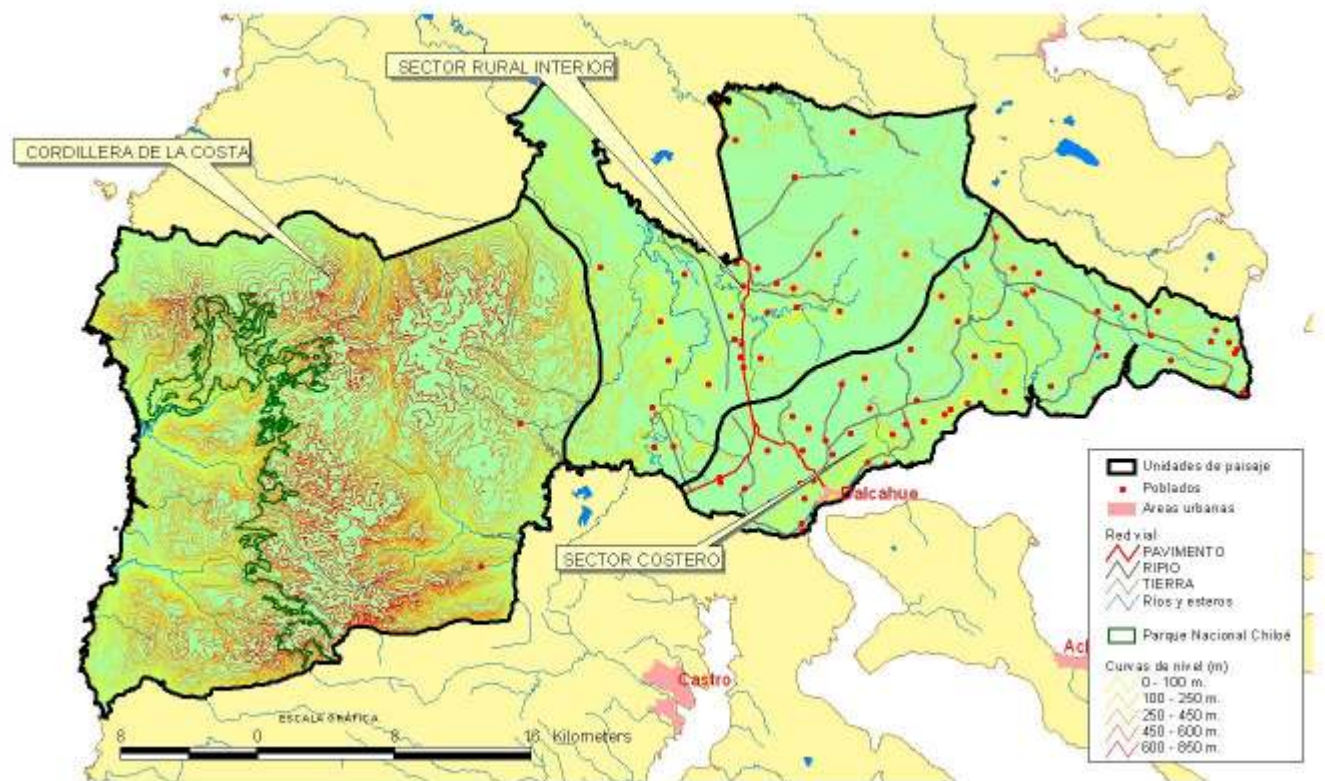 SECTOR RURAL INTERIOR
CORDILLERA DE LA COSTA
Dalcahue
SECTOR COSTERO
Castro
ESCALA GRÁFICA
8 0 8 16 Kilometers
Unidades de paisaje
Poblados
Areas urbanas
Red vial
PAVIMENTO
RIPIO
TIERRA
Ríos y esteros
Parque Nacional Chiloé
Ach
Curvas de nivel (m)
0 - 100 m.
100 - 250 m.
250 - 450 m.
450 - 600 m.
600 - 850 m.